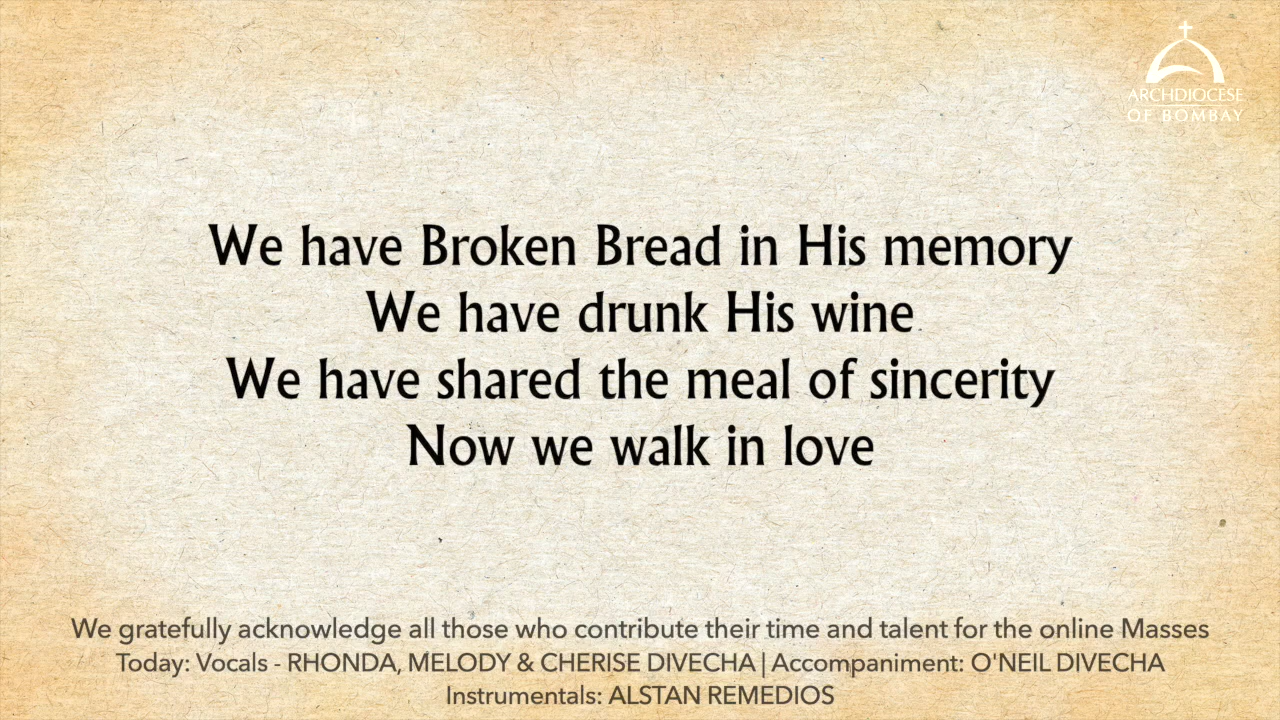 ARCHDIOCESE
OF BOMBAY
We have Broken Bread in His memory
We have drunk His wine
We have shared the meal of sincerity
Now we walk in love
We gratefully acknowledge all those who contribute their time and talent for the online Masses
Today: Vocals - RHONDA, MELODY & CHERISE DIVECHA | Accompaniment: O'NEIL DIVECHA
Instrumentals: ALSTAN REMEDIOS